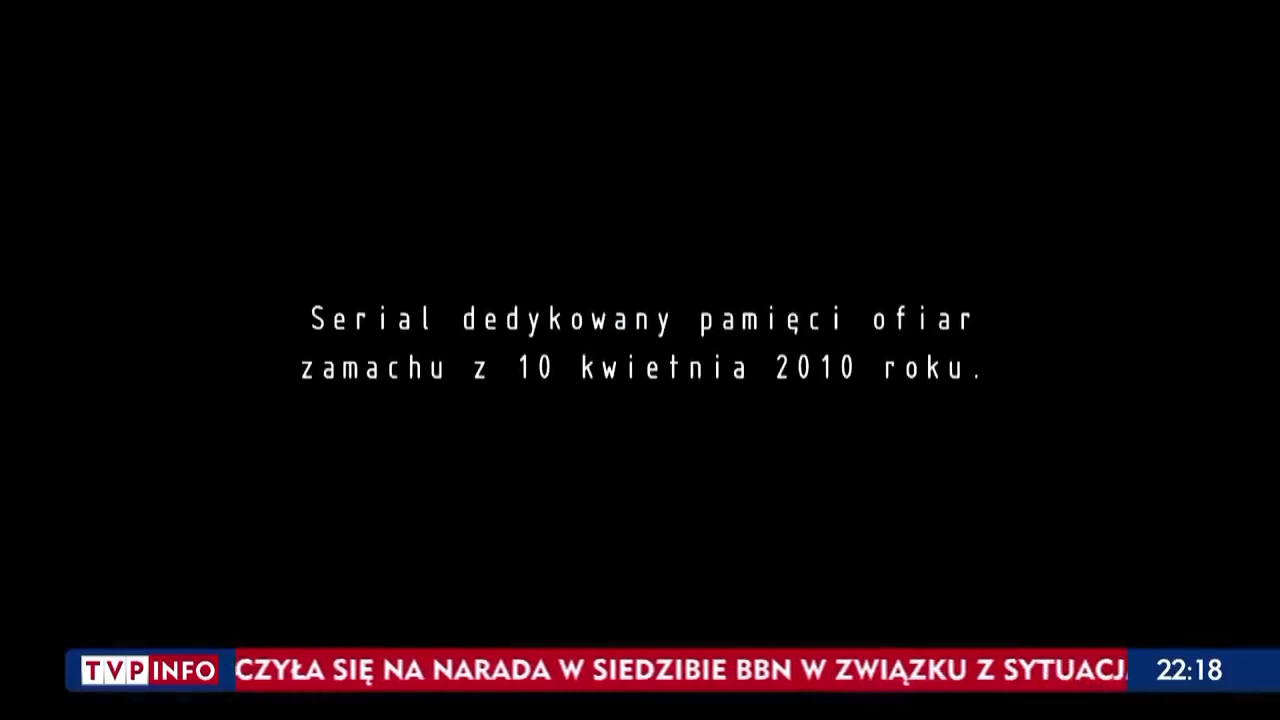 Serial dedykowany pamięci ofiar
zamachu z 10 kwietnia 2010 roku.
TVP INFO CZYŁA SIĘ NA NARADA W SIEDZIBIE BBN W ZWIĄZKU Z SYTUACJ 22:18